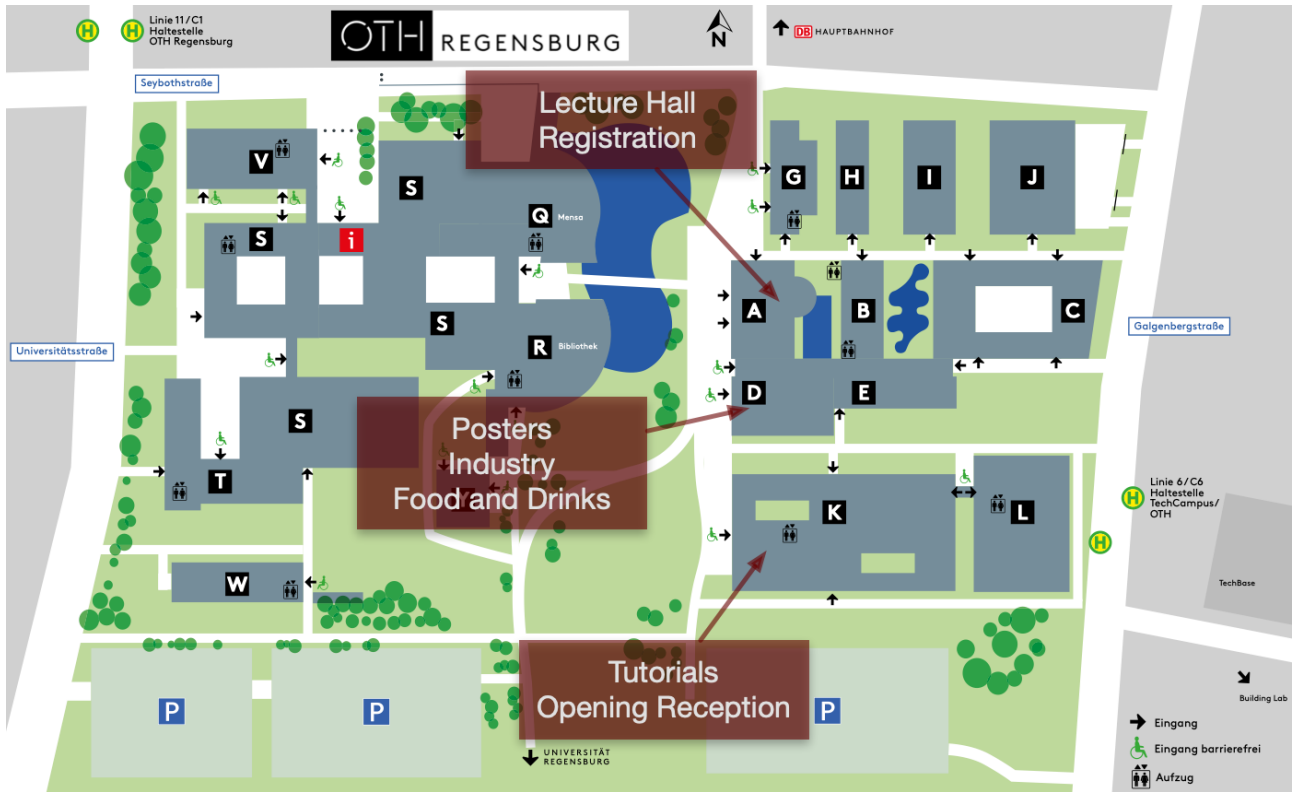 Linie 11/C1
Haltestelle
OTH Regensburg
OTH REGENSBURG
N
DB HAUPTBAHNHOF
Seybothstraße
Lecture Hall
Registration
V
S
G
H
I
J
Q Mensa
S
i
A
B
C
S
R Bibliothek
Universitätsstraße
Galgenbergstraße
D
E
S
Posters
Industry
Food and Drinks
T
Y
K
L
Linie 6/C6
Haltestelle
TechCampus/
OTH
W
TechBase
Tutorials
Opening Reception
P
P
P
Building Lab
UNIVERSITÄT
REGENSBURG
Eingang
Eingang barrierefrei
Aufzug
H
H
H
H